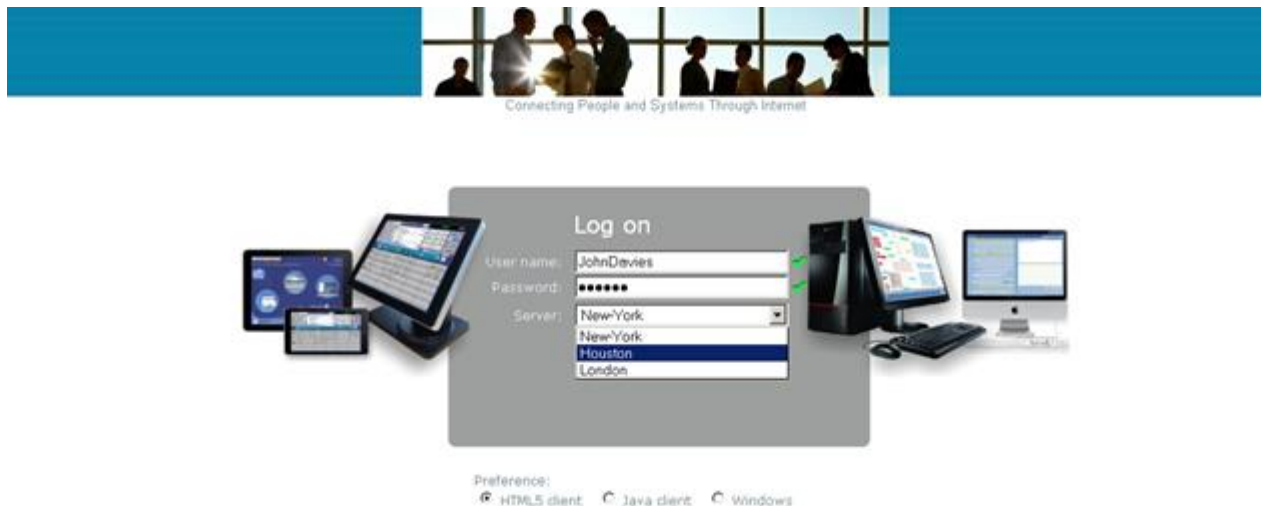 Connecting People and Systems Through Internet
Log on
User name: JohnDavies
Password: ●●●●●●
Server: New-York
New-York
Houston
London
Preference:
HTML5 client Java client Windows